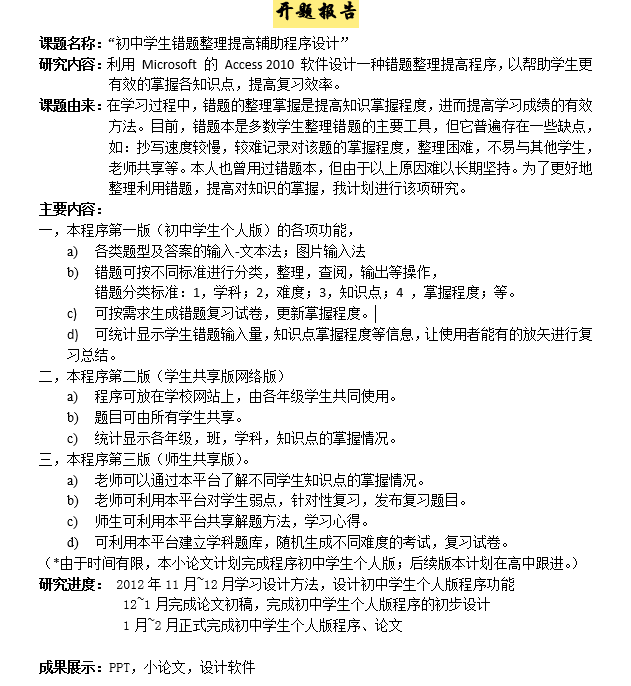 开题报告
课题名称：“初中学生错题整理提高辅助程序设计”
研究内容：利用 Microsoft 的 Access 2010 软件设计一种错题整理提高程序，以帮助学生更
有效的掌握各知识点，提高复习效率。
课题由来：在学习过程中，错题的整理掌握是提高知识掌握程度，进而提高学习成绩的有效
方法。目前，错题本是多数学生整理错题的主要工具，但它普遍存在一些缺点，
如：抄写速度较慢，较难记录对该题的掌握程度，整理困难，不易与其他学生，
老师共享等。本人也曾用过错题本，但由于以上原因难以长期坚持。为了更好地
整理利用错题，提高对知识的掌握，我计划进行该项研究。
主要内容：
一，本程序第一版（初中学生个人版）的各项功能，
a) 各类题型及答案的输入-文本法；图片输入法
b) 错题可按不同标准进行分类，整理，查阅，输出等操作，
错题分类标准：1，学科；2，难度；3，知识点；4 ，掌握程度；等。
c) 可按需求生成错题复习试卷，更新掌握程度。
d) 可统计显示学生错题输入量，知识点掌握程度等信息，让使用者能有的放矢进行复
习总结。
二，本程序第二版（学生共享版网络版）
a) 程序可放在学校网站上，由各年级学生共同使用。
b) 题目可由所有学生共享。
c) 统计显示各年级，班，学科，知识点的掌握情况。
三，本程序第三版（师生共享版）。
a) 老师可以通过本平台了解不同学生知识点的掌握情况。
b) 老师可利用本平台对学生弱点，针对性复习，发布复习题目。
c) 师生可利用本平台共享解题方法，学习心得。
d) 可利用本平台建立学科题库，随机生成不同难度的考试，复习试卷。
（*由于时间有限，本小论文计划完成程序初中学生个人版；后续版本计划在高中跟进。）
研究进度： 2012 年 11 月~12 月学习设计方法，设计初中学生个人版程序功能
12~1 月完成论文初稿，完成初中学生个人版程序的初步设计
1 月~2 月正式完成初中学生个人版程序、论文
成果展示：PPT，小论文，设计软件